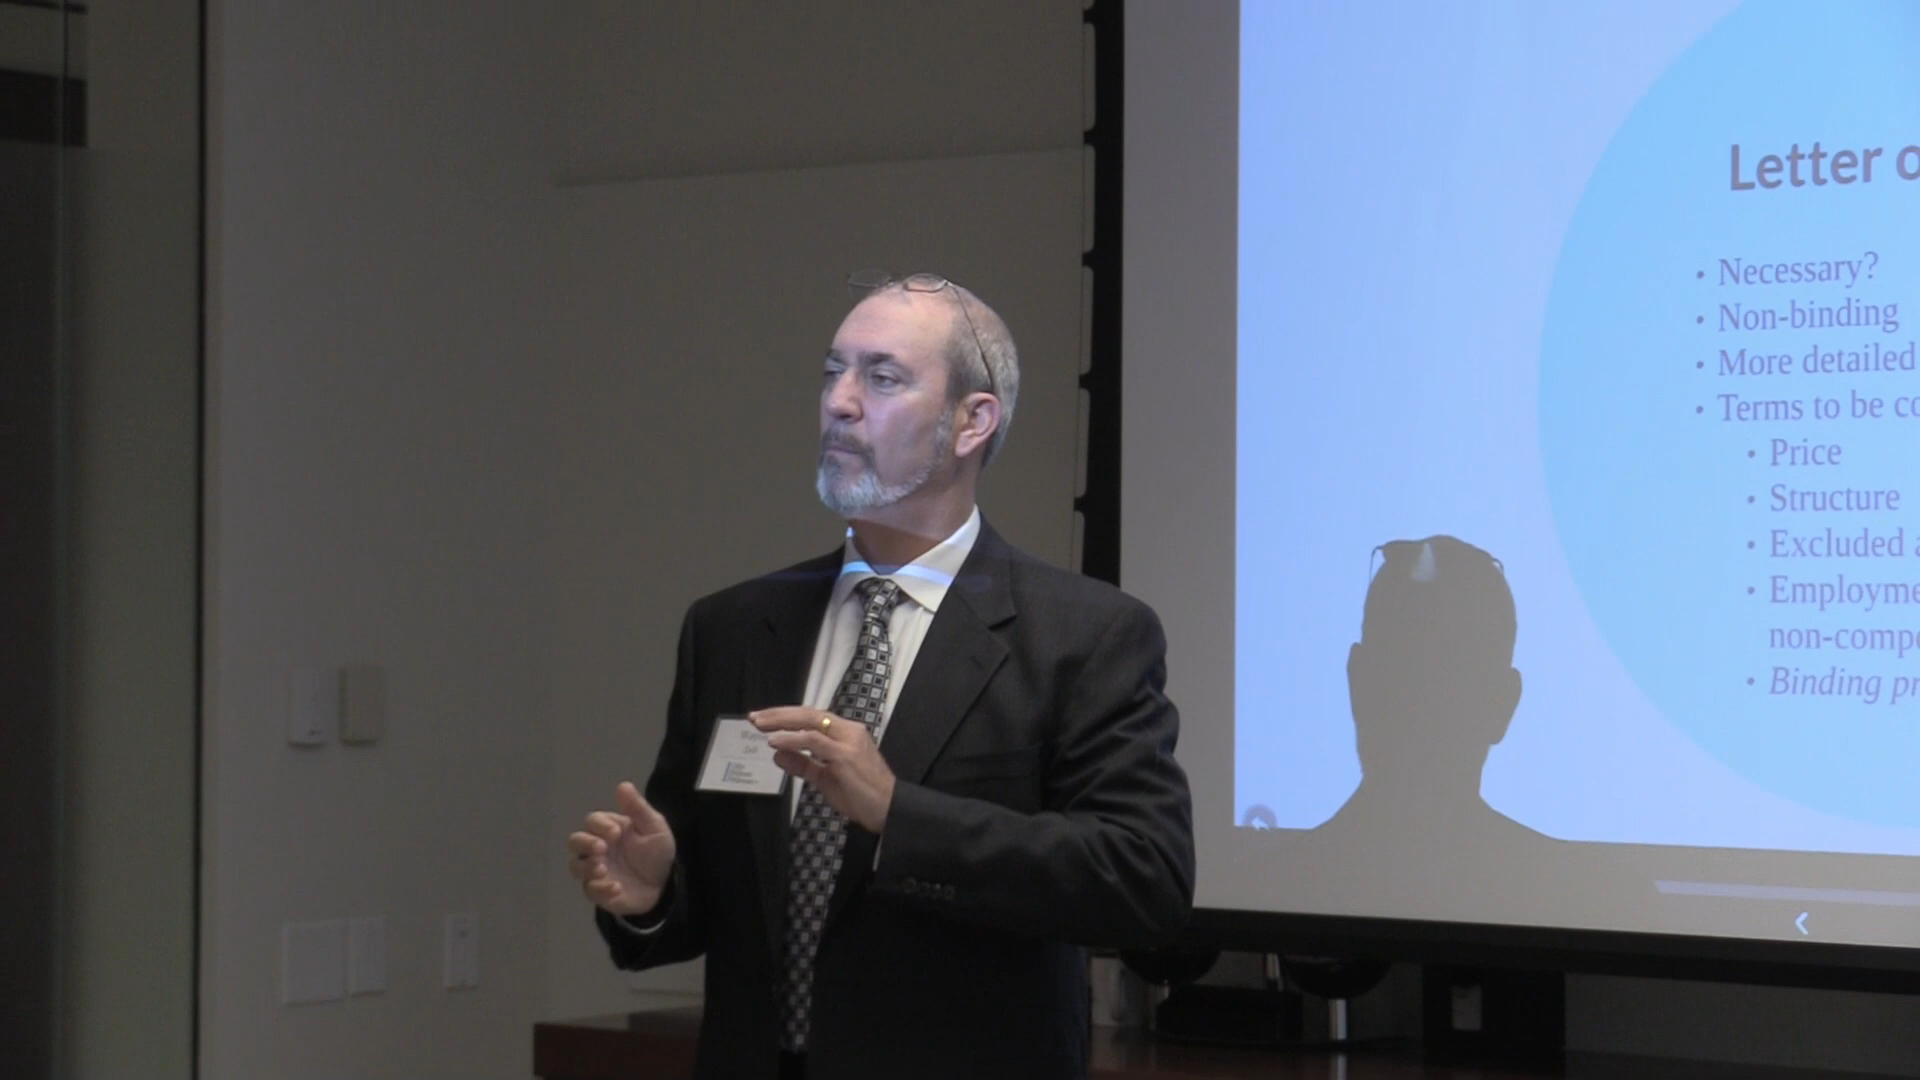 Letter o
• Necessary?
• Non-binding
• More detailed
• Terms to be co
• Price
• Structure
• Excluded a
• Employme
non-compe
• Binding pr